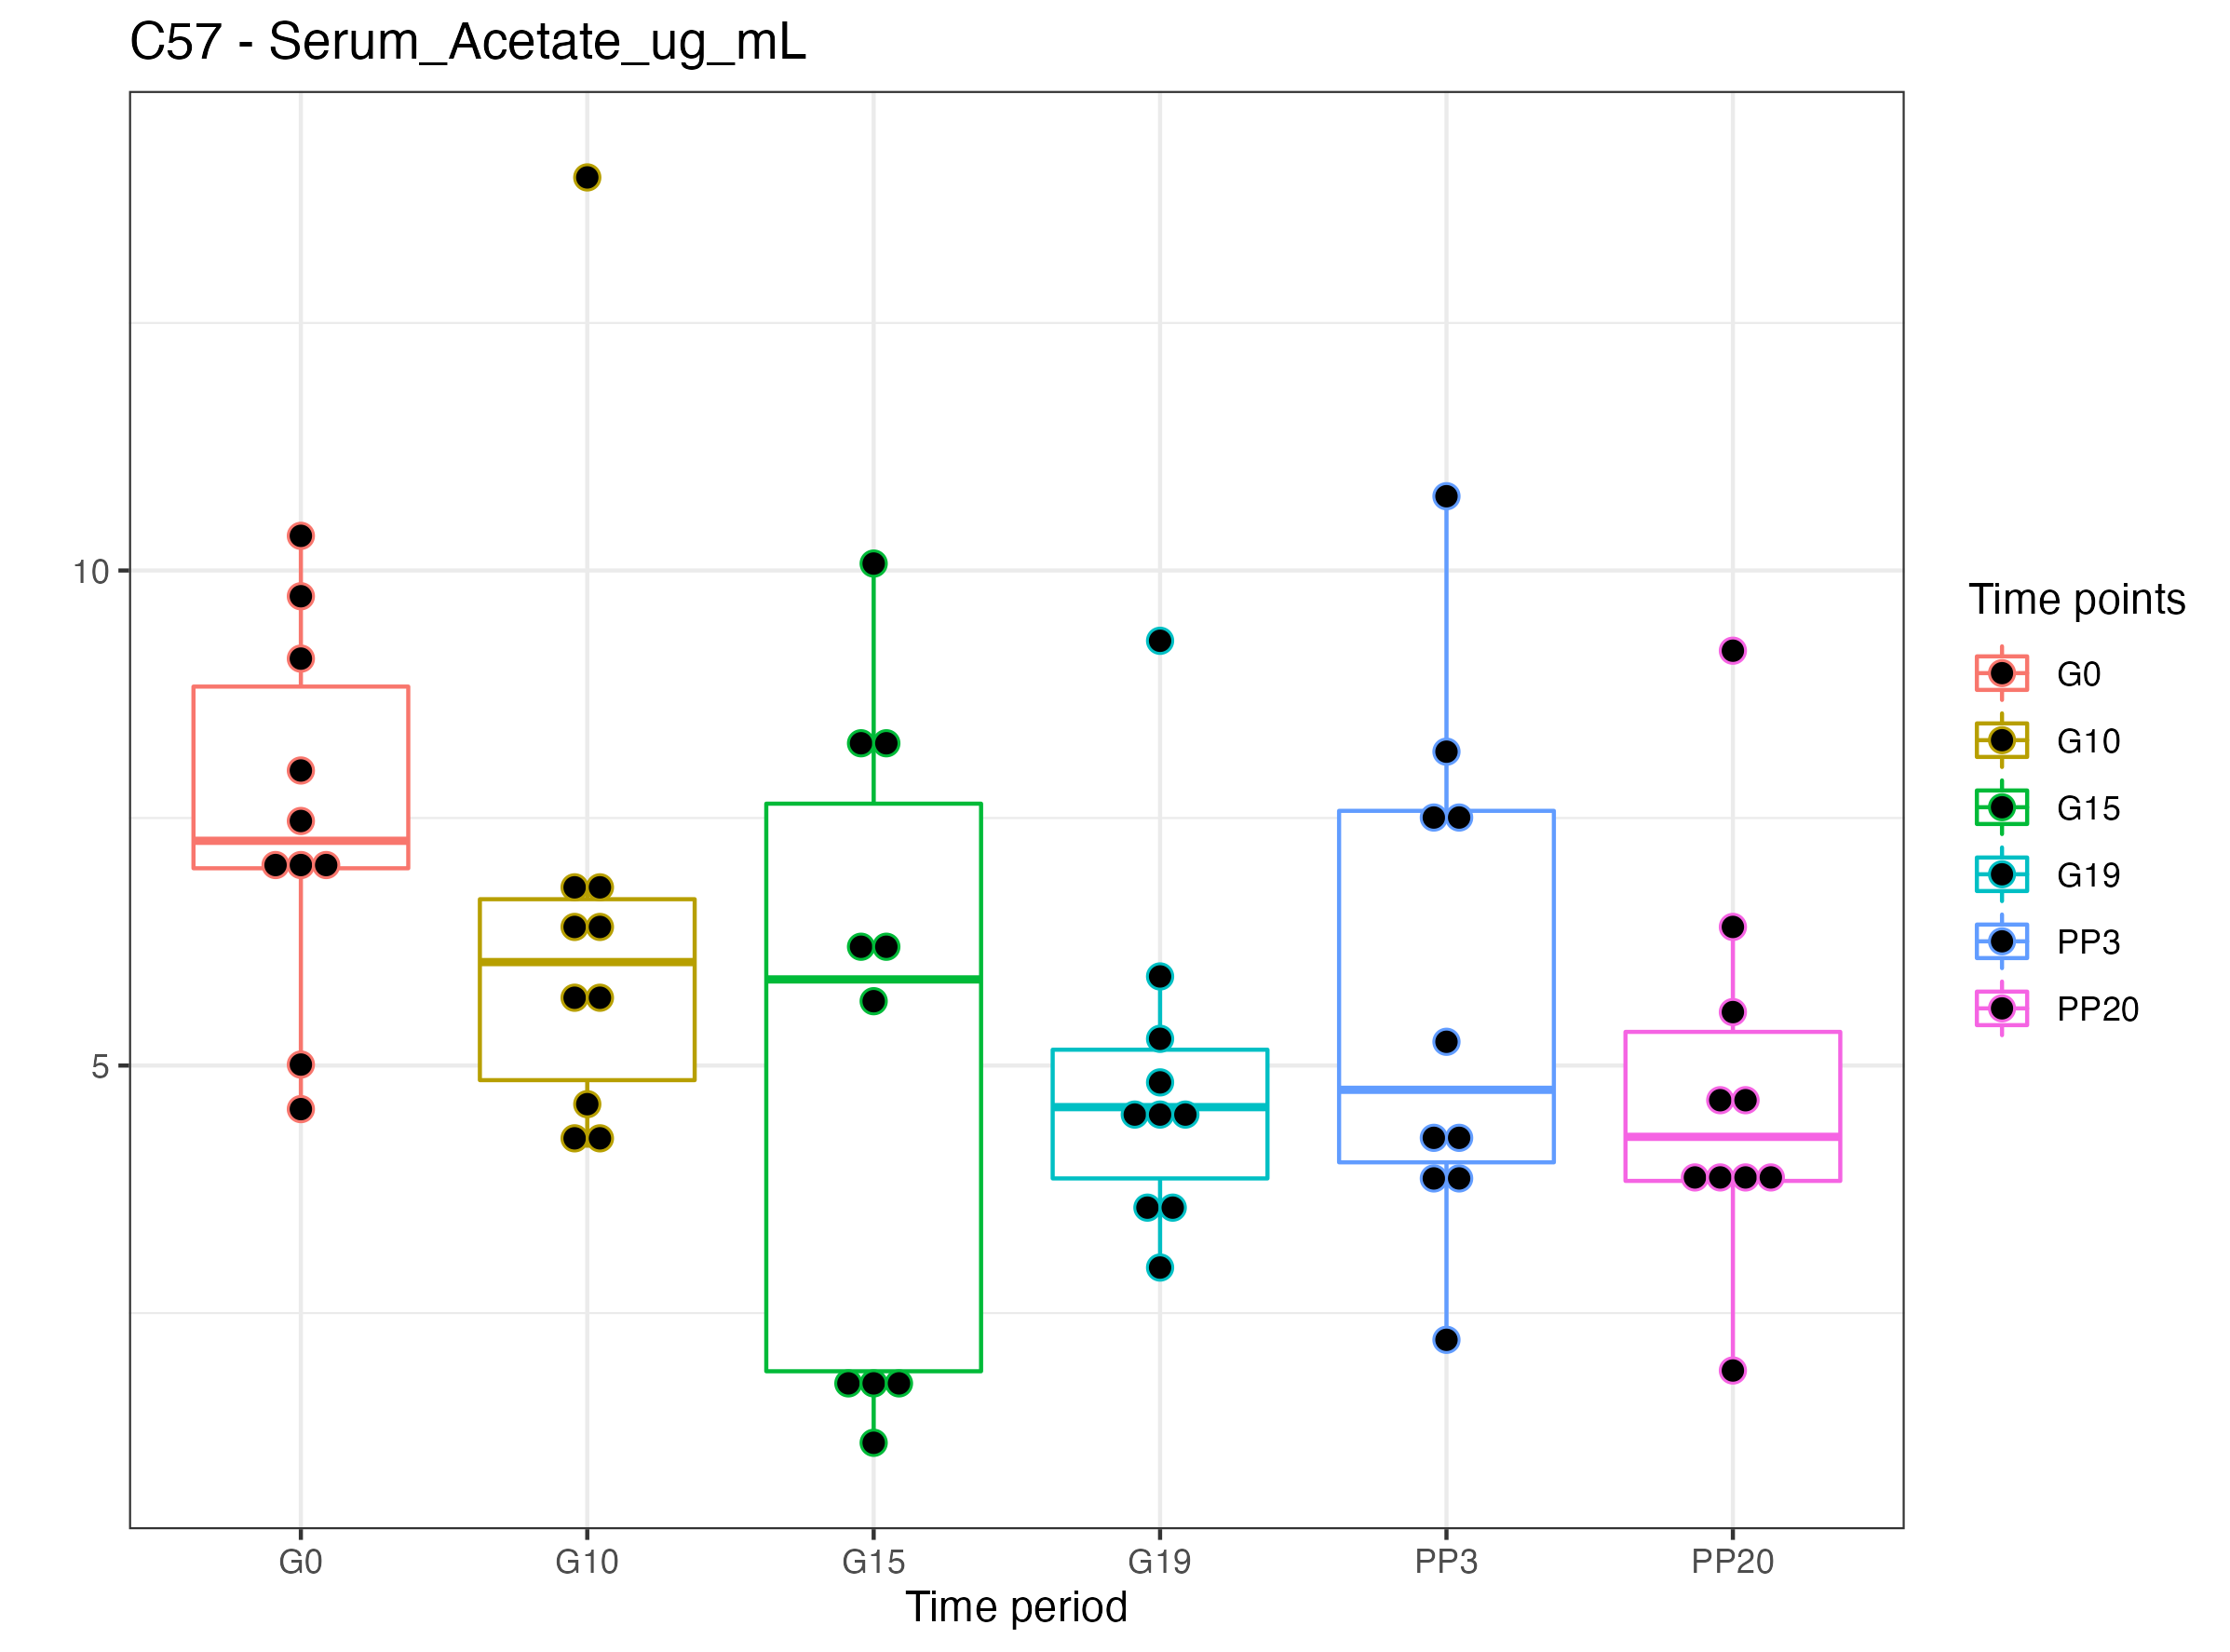 C57 - Serum_Acetate_ug_mL
10
5
G0
G10
G15
G19
PP3
PP20
Time period
Time points
G0
G10
G15
G19
PP3
PP20